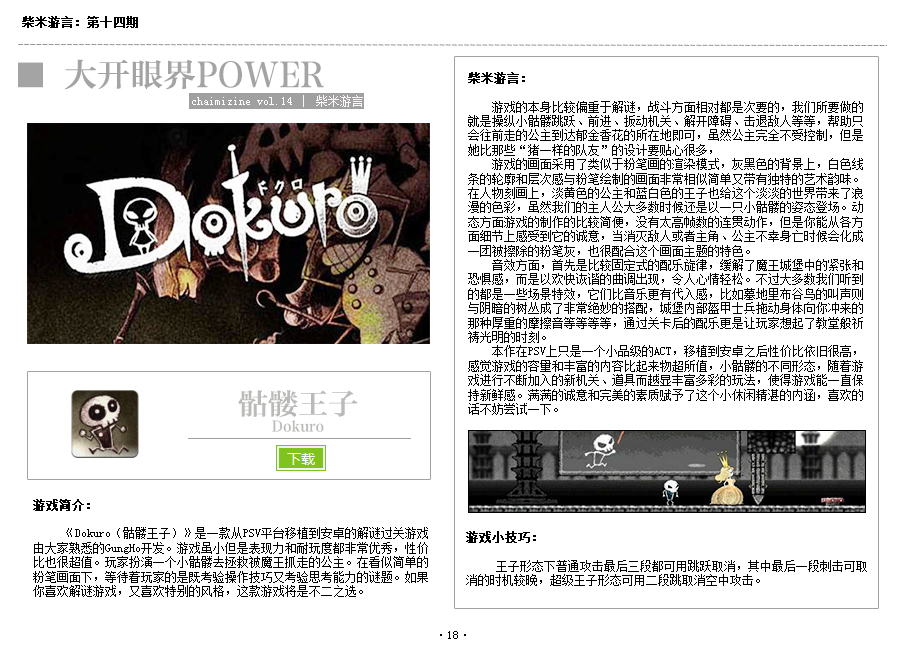 柴米游言：第十四期
大开眼界POWER
chaimizine vol.14 | 柴米游言
ドクロ
Dokuro
骷髅王子
Dokuro
下载
游戏简介：
《Dokuro（骷髅王子）》是一款从PSV平台移植到安卓的解谜过关游戏
由大家熟悉的GungHo开发。游戏虽小但是表现力和耐玩度都非常优秀，性价
比也很超值。玩家扮演一个小骷髅去拯救被魔王抓走的公主。在看似简单的
粉笔画面下，等待着玩家的是既考验操作技巧又考验思考能力的谜题。如果
你喜欢解谜游戏，又喜欢特别的风格，这款游戏将是不二之选。
柴米游言：
游戏的本身比较偏重于解谜，战斗方面相对都是次要的，我们所要做的
就是操纵小骷髅跳跃、前进、扳动机关、解开障碍、击退敌人等等，帮助只
会往前走的公主到达郁金香花的所在地即可，虽然公主完全不受控制，但是
她比那些“猪一样的队友”的设计要贴心很多，
游戏的画面采用了类似于粉笔画的渲染模式，灰黑色的背景上，白色线
条的轮廓和层次感与粉笔绘制的画面非常相似简单又带有独特的艺术韵味。
在人物刻画上，淡黄色的公主和蓝白色的王子也给这个淡淡的世界带来了浪
漫的色彩，虽然我们的主人公大多数时候还是以一只小骷髅的姿态登场。动
态方面游戏的制作的比较简便，没有太高帧数的连贯动作，但是你能从各方
面细节上感受到它的诚意，当消灭敌人或者主角、公主不幸身亡时候会化成
一团被擦除的粉笔灰，也很配合这个画面主题的特色。
音效方面，首先是比较固定式的配乐旋律，缓解了魔王城堡中的紧张和
恐惧感，而是以欢快诙谐的曲调出现，令人心情轻松。不过大多数我们听到
的都是一些场景特效，它们比音乐更有代入感，比如墓地里布谷鸟的叫声则
与阴暗的树丛成了非常绝妙的搭配，城堡内部盔甲士兵拖动身体向你冲来的
那种厚重的摩擦音等等等等，通过关卡后的配乐更是让玩家想起了教堂般祈
祷光明的时刻。
本作在PSV上只是一个小品级的ACT，移植到安卓之后性价比依旧很高，
感觉游戏的容量和丰富的内容比起来物超所值，小骷髅的不同形态，随着游
戏进行不断加入的新机关、道具而越显丰富多彩的玩法，使得游戏能一直保
持新鲜感。满满的诚意和完美的素质赋予了这个小休闲精湛的内涵，喜欢的
话不妨尝试一下。
游戏小技巧：
王子形态下普通攻击最后三段都可用跳跃取消，其中最后一段刺击可取
消的时机较晚，超级王子形态可用二段跳取消空中攻击。
· 18 ·